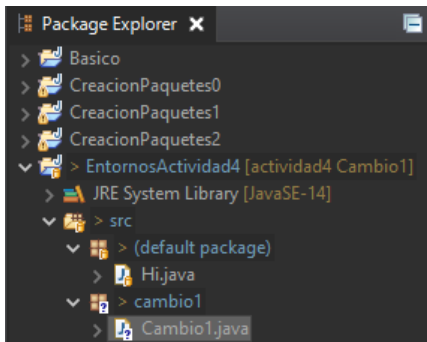 Package Explorer
Basico
CreacionPaquetes0
CreacionPaquetes1
CreacionPaquetes2
> EntornosActividad4 [actividad4 Cambio1]
JRE System Library [JavaSE-14]
> src
> (default package)
Hi.java
> cambio1
Cambio1.java